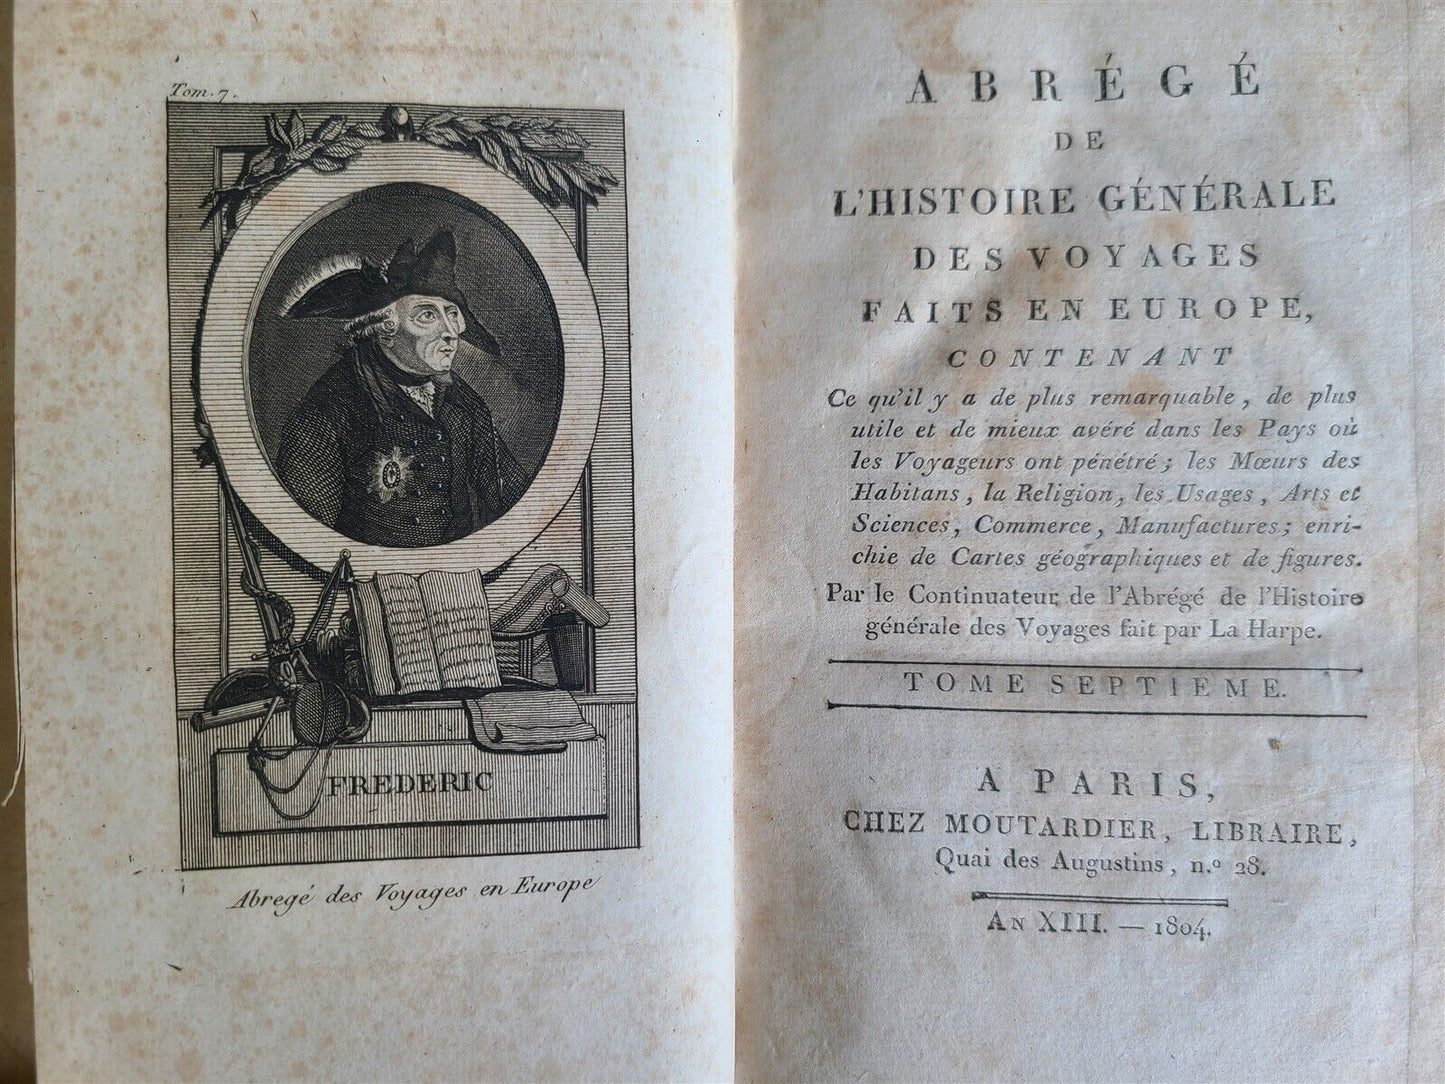 Tom. 7.
FREDERIC
Abregé des Voyages en Europe
ABRÉGÉ
DE
L'HISTOIRE GÉNÉRALE
DES VOYAGES
FAITS EN EUROPE,
CONTENANT
Ce qu'il y a de plus remarquable, de plus
utile et de mieux avéré dans les Pays où
les Voyageurs ont pénétré; les Mœurs des
Habitans, la Religion, les Usages, Arts et
Sciences, Commerce, Manufactures; enri-
chie de Cartes géographiques et de figures.
Par le Continuateur de l'Abrégé de l'Histoire
générale des Voyages fait par La Harpe.
TOME SEPTIEME.
A PARIS,
CHEZ MOUTARDIER, LIBRAIRE,
Quai des Augustins, n.º 28.
AN XIII. — 1804.